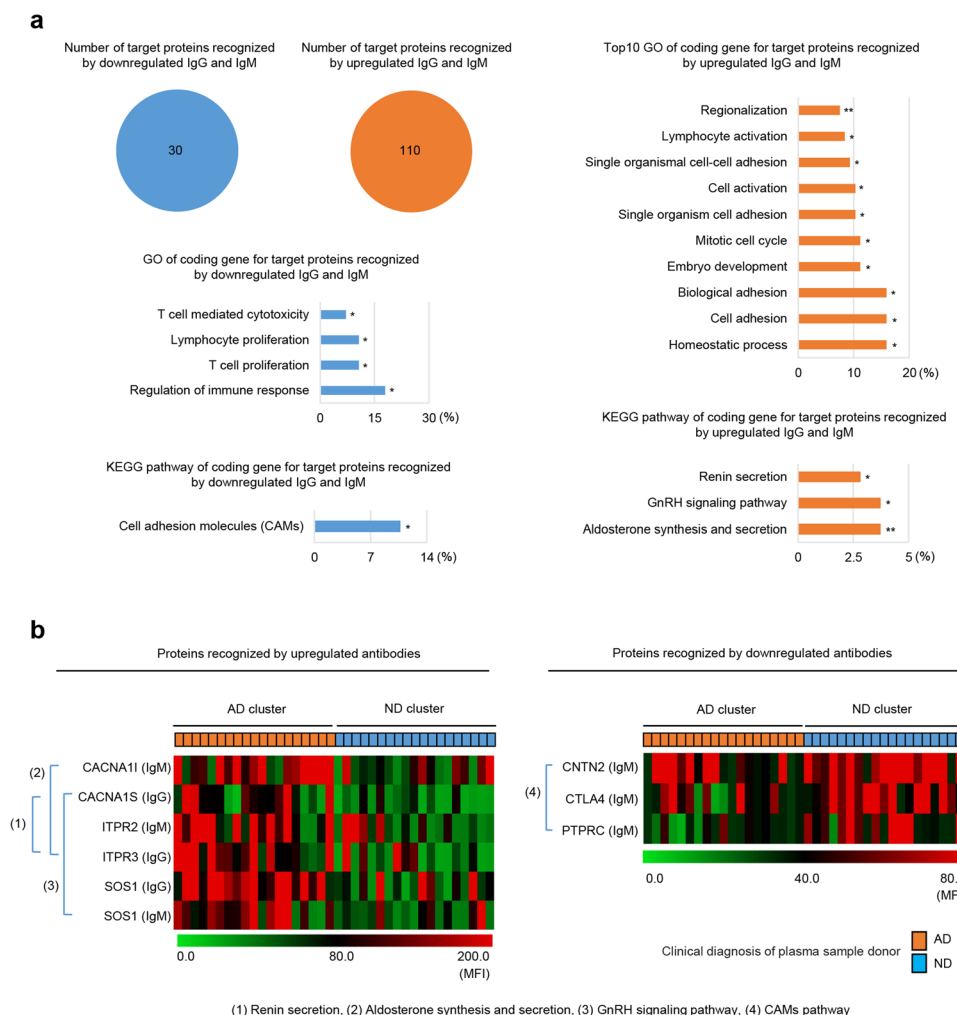 a
Number of target proteins recognized
by downregulated IgG and IgM
30
Number of target proteins recognized
by upregulated IgG and IgM
110
GO of coding gene for target proteins recognized
by downregulated IgG and IgM
T cell mediated cytotoxicity *
Lymphocyte proliferation *
T cell proliferation *
Regulation of immune response *
0 15 30 (%)
KEGG pathway of coding gene for target proteins recognized
by downregulated IgG and IgM
Cell adhesion molecules (CAMs) *
0 7 14 (%)
Top10 GO of coding gene for target proteins recognized
by upregulated IgG and IgM
Regionalization **
Lymphocyte activation *
Single organismal cell-cell adhesion *
Cell activation *
Single organism cell adhesion *
Mitotic cell cycle *
Embryo development *
Biological adhesion *
Cell adhesion *
Homeostatic process *
0 10 20 (%)
KEGG pathway of coding gene for target proteins recognized
by upregulated IgG and IgM
Renin secretion *
GnRH signaling pathway *
Aldosterone synthesis and secretion **
0 2.5 5 (%)
b
Proteins recognized by upregulated antibodies
AD cluster ND cluster
(2) CACNA1I (IgM)
CACNA1S (IgG)
(1) ITPR2 (IgM)
ITPR3 (IgG)
(3) SOS1 (IgG)
SOS1 (IgM)
0.0 80.0 200.0
(MFI)
Proteins recognized by downregulated antibodies
AD cluster ND cluster
CNTN2 (IgM)
(4) CTLA4 (IgM)
PTPRC (IgM)
0.0 40.0 80.
(MF
Clinical diagnosis of plasma sample donor
AD
ND
(1) Renin secretion, (2) Aldosterone synthesis and secretion, (3) GnRH signaling pathway, (4) CAMs pathway